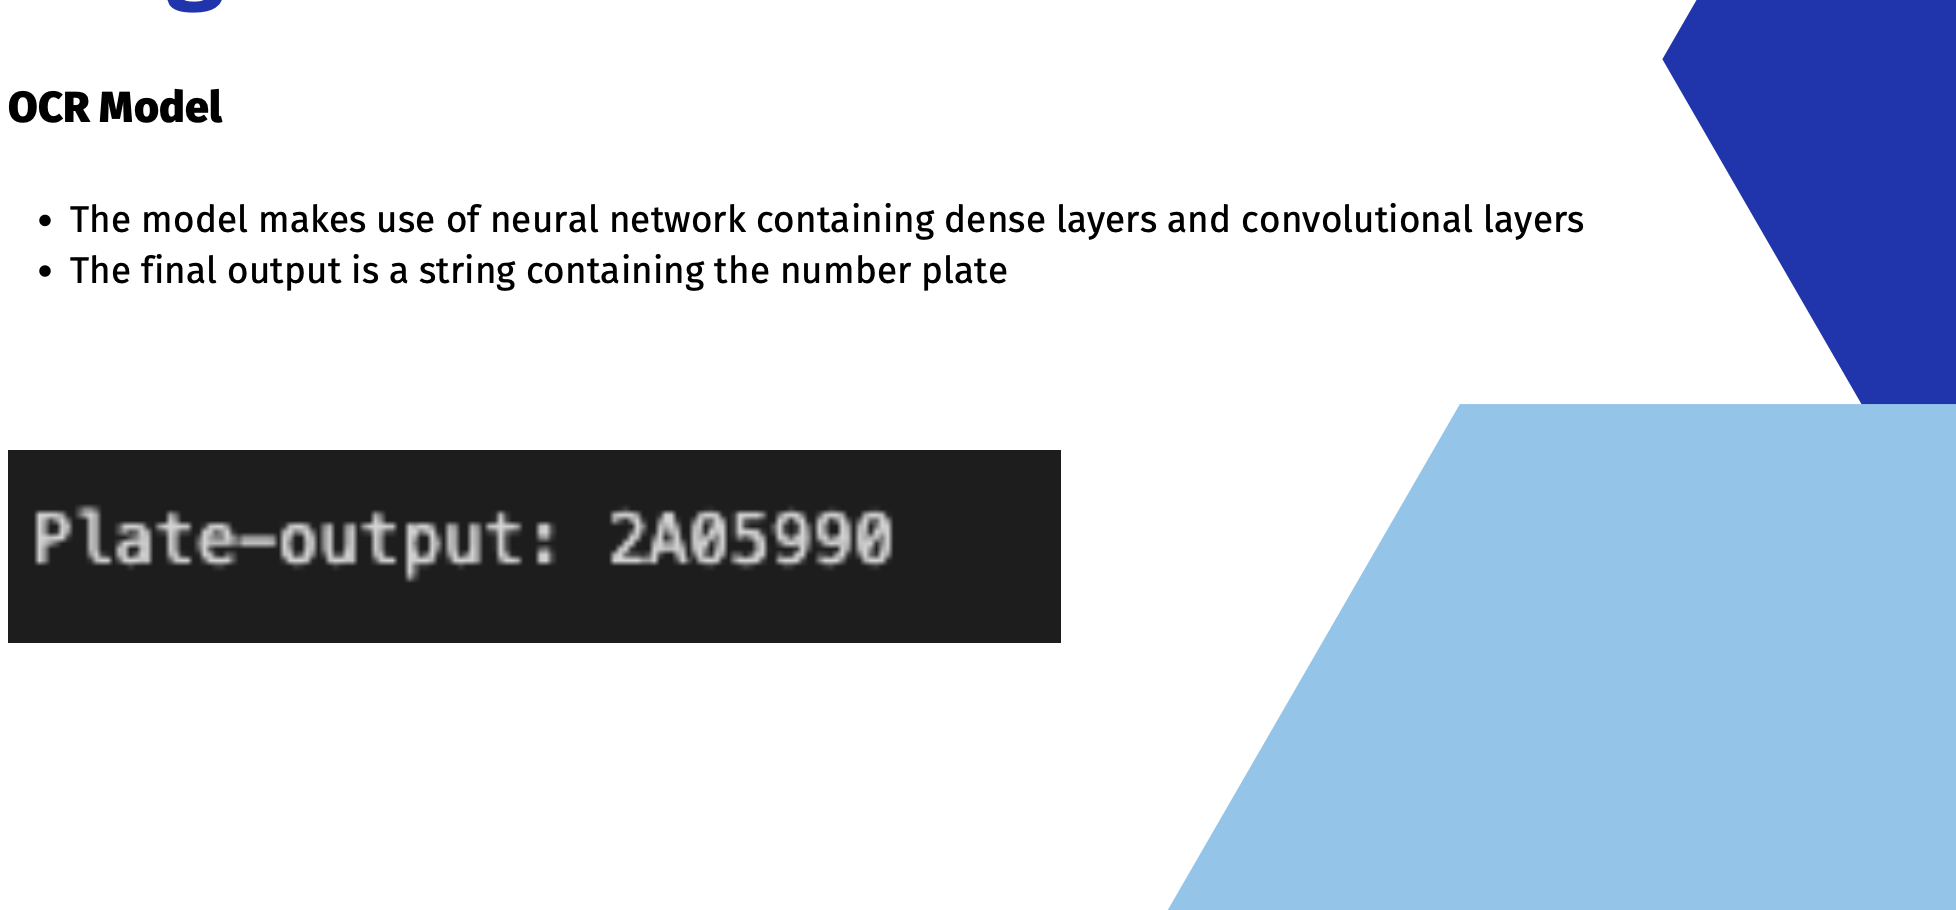 OCR Model
• The model makes use of neural network containing dense layers and convolutional layers
• The final output is a string containing the number plate
Plate-output: 2A05990